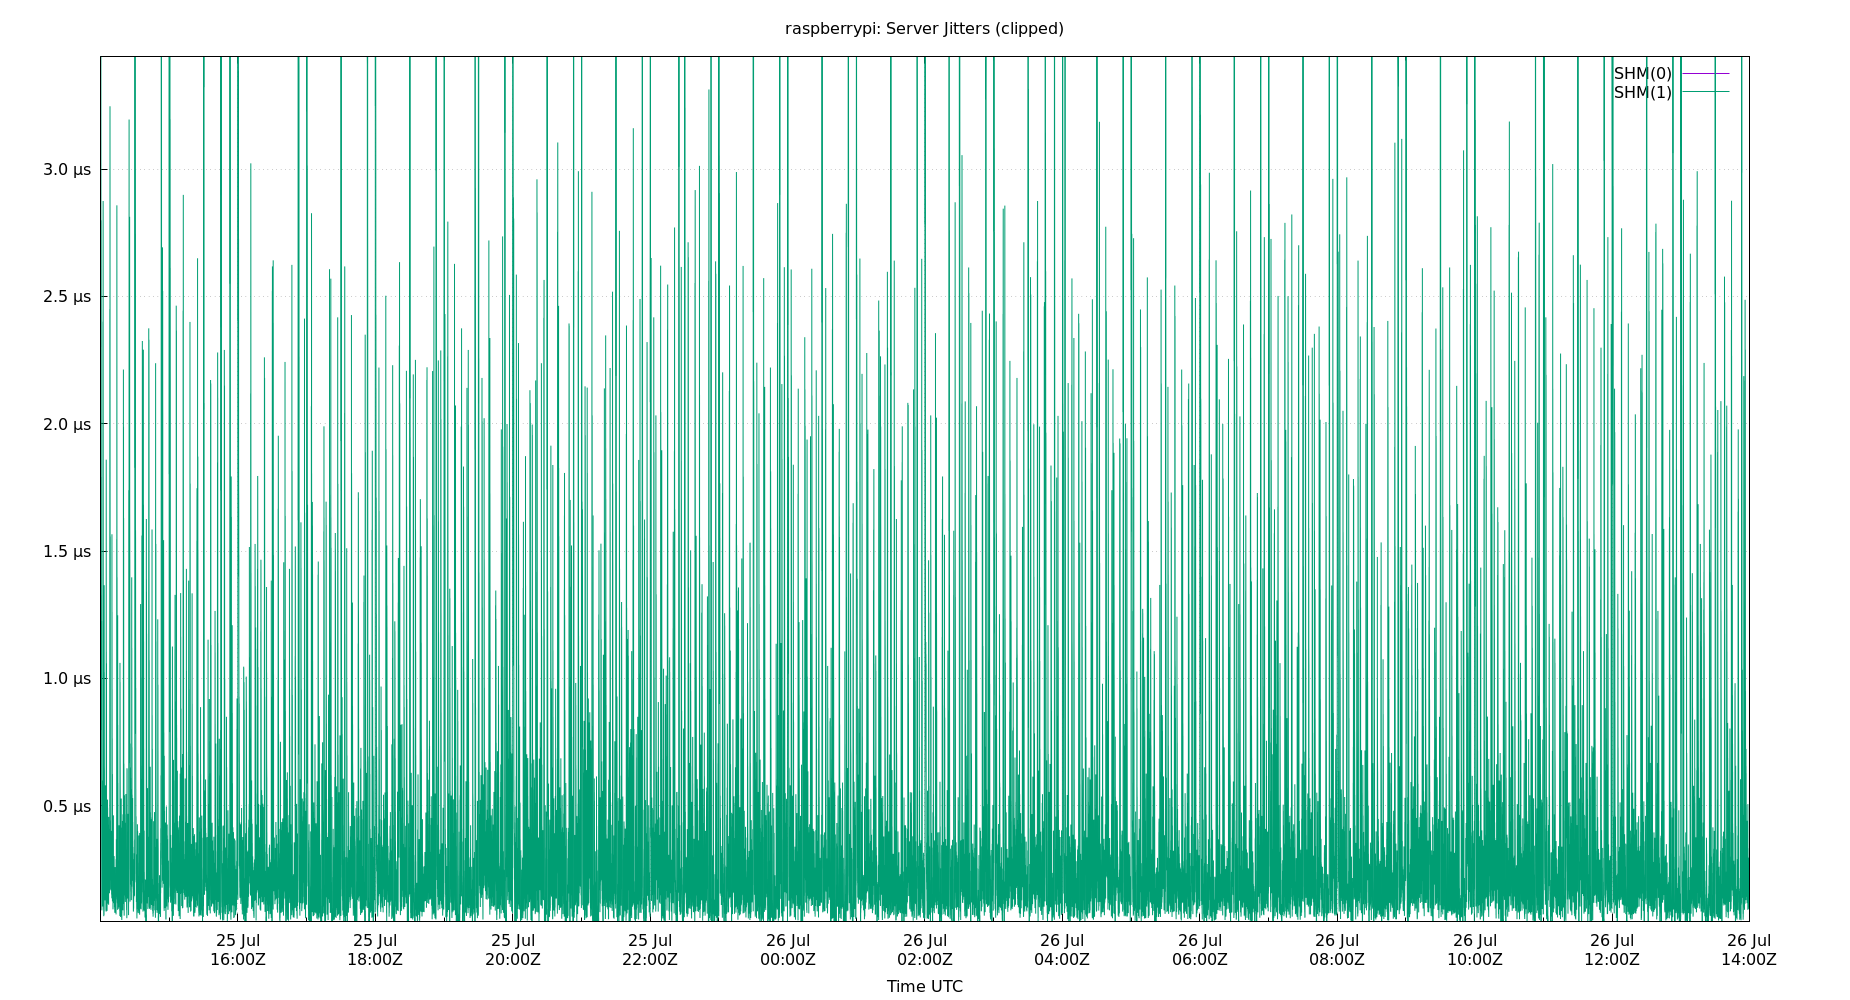 raspberrypi: Server Jitters (clipped)
SHM(0)
SHM(1)
3.0 µs
2.5 µs
2.0 µs
1.5 µs
1.0 µs
0.5 µs
25 Jul 25 Jul 25 Jul 25 Jul 26 Jul 26 Jul 26 Jul 26 Jul 26 Jul 26 Jul 26 Jul 26 Jul
16:00Z 18:00Z 20:00Z 22:00Z 00:00Z 02:00Z 04:00Z 06:00Z 08:00Z 10:00Z 12:00Z 14:00Z
Time UTC